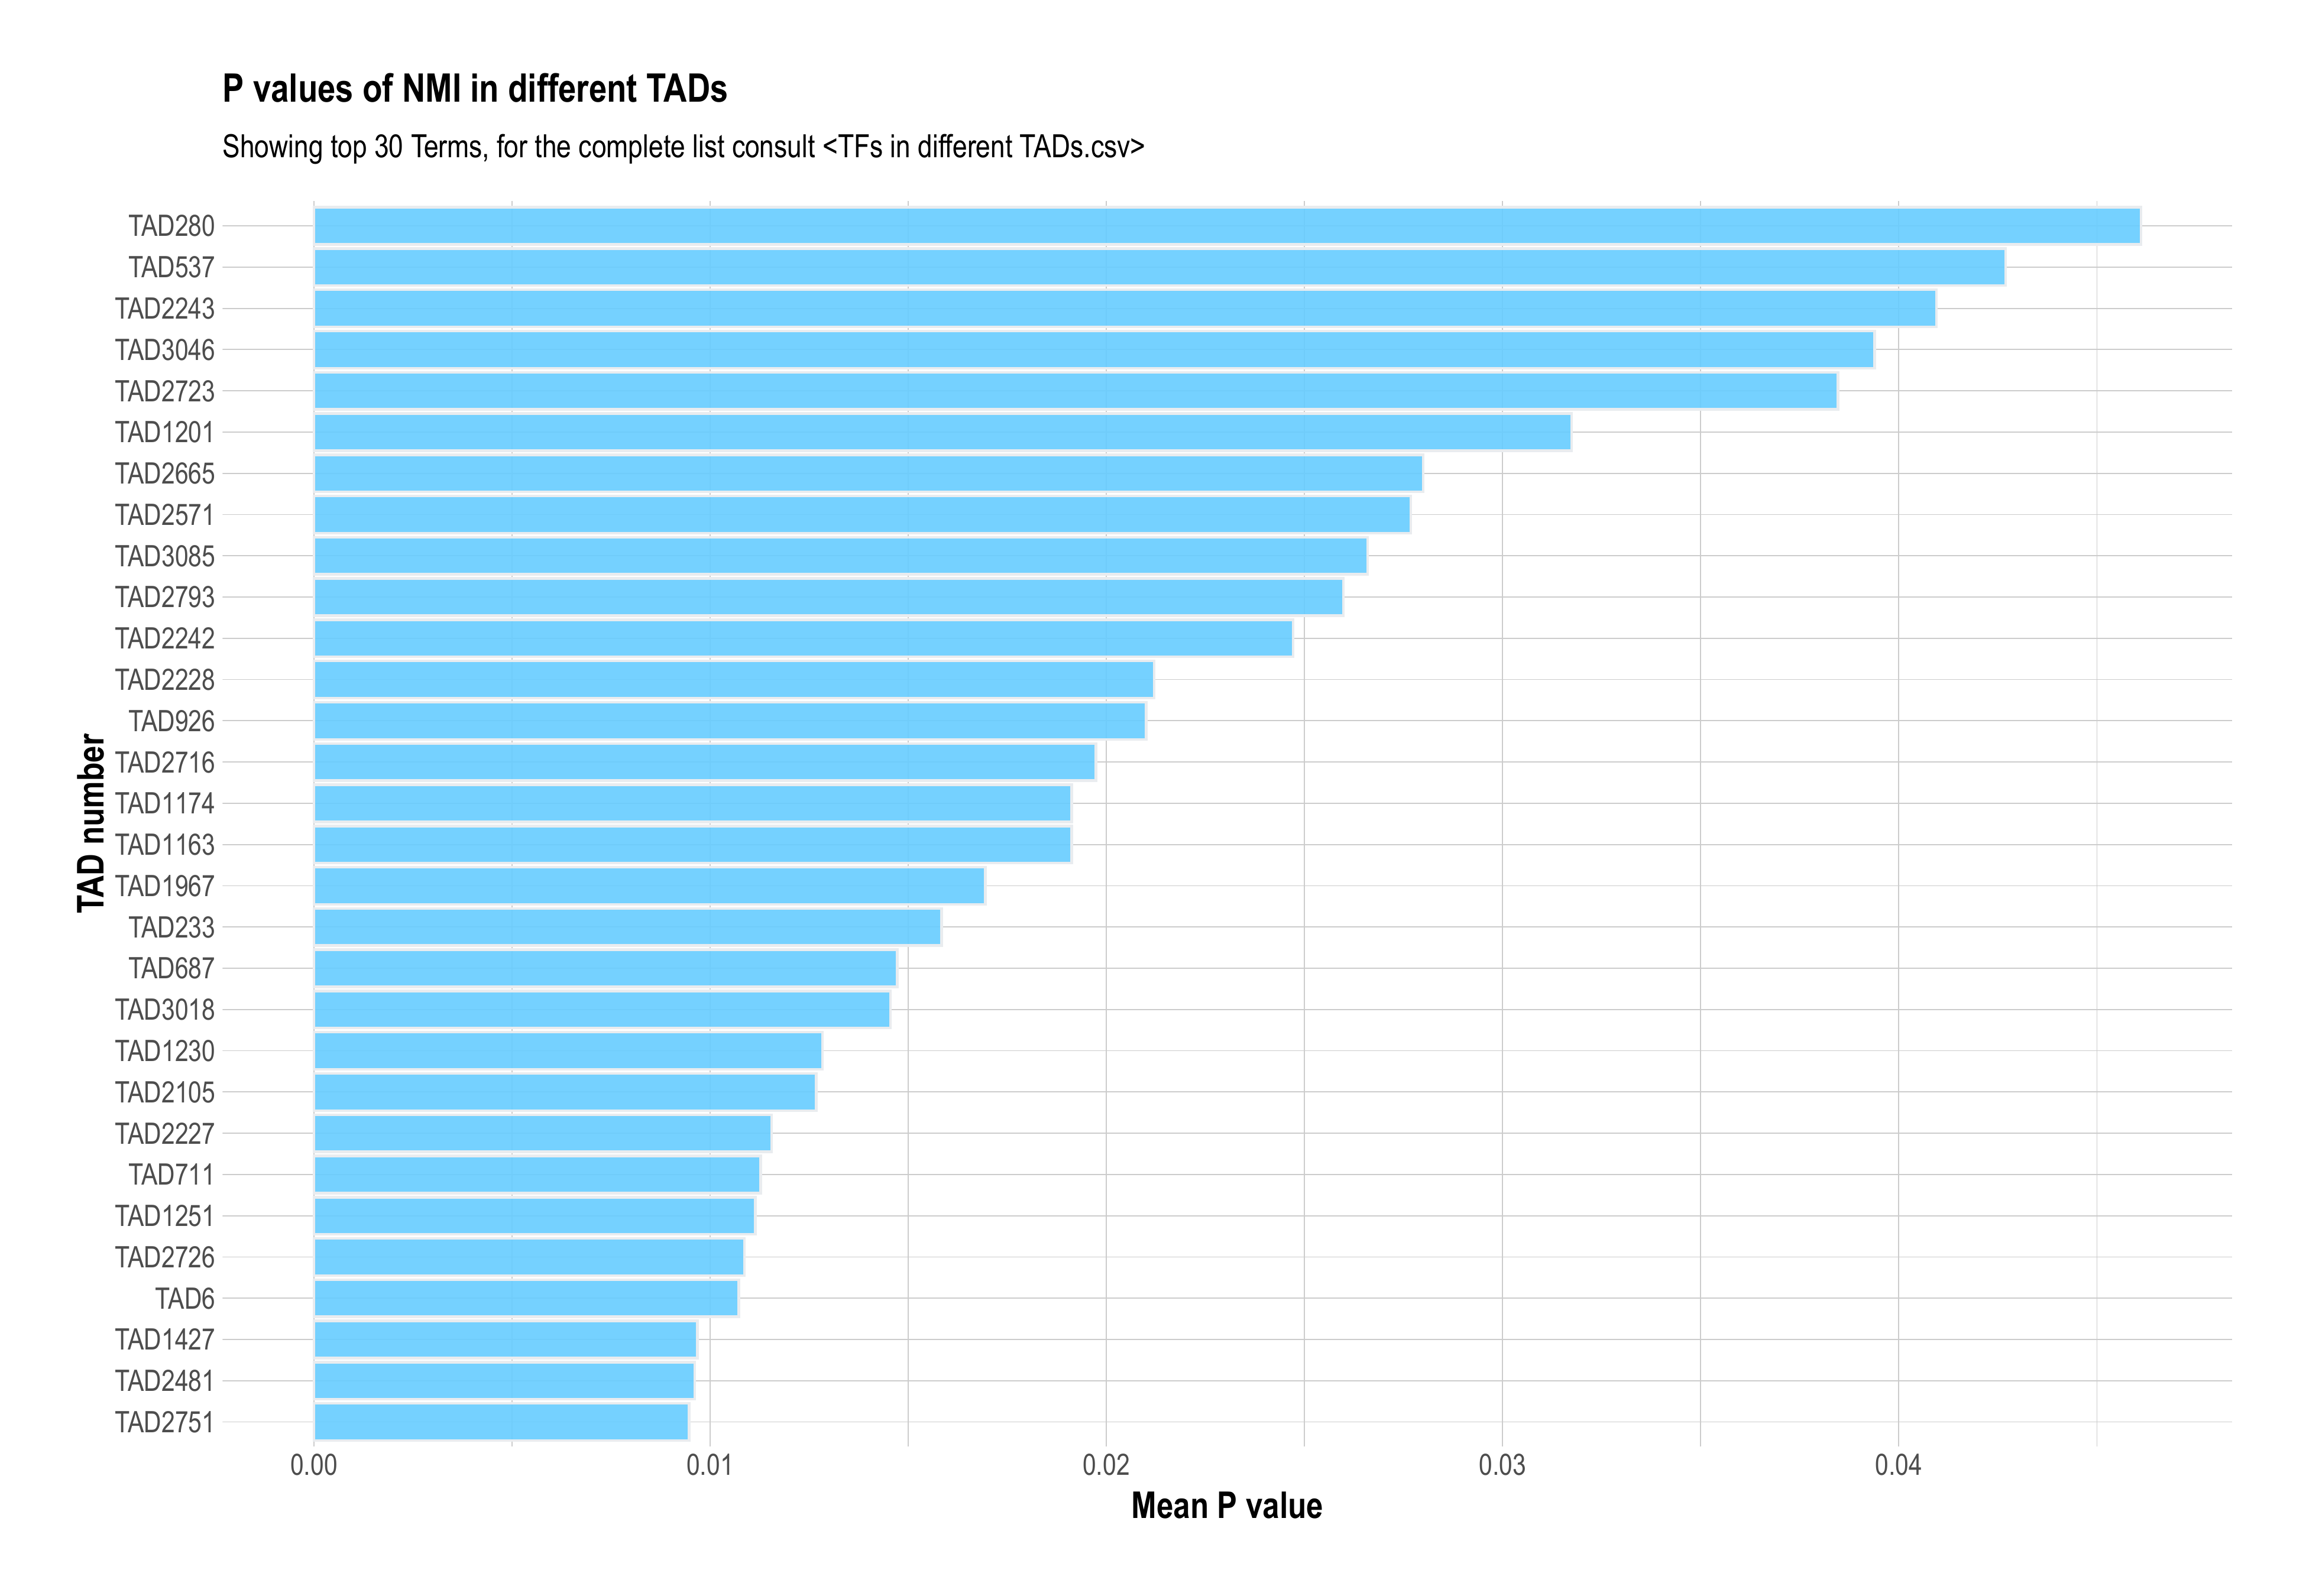 P values of NMI in different TADs
Showing top 30 Terms, for the complete list consult <TFs in different TADs.csv>
TAD number
TAD280
TAD537
TAD2243
TAD3046
TAD2723
TAD1201
TAD2665
TAD2571
TAD3085
TAD2793
TAD2242
TAD2228
TAD926
TAD2716
TAD1174
TAD1163
TAD1967
TAD233
TAD687
TAD3018
TAD1230
TAD2105
TAD2227
TAD711
TAD1251
TAD2726
TAD6
TAD1427
TAD2481
TAD2751
0.00 0.01 0.02 0.03 0.04
Mean P value